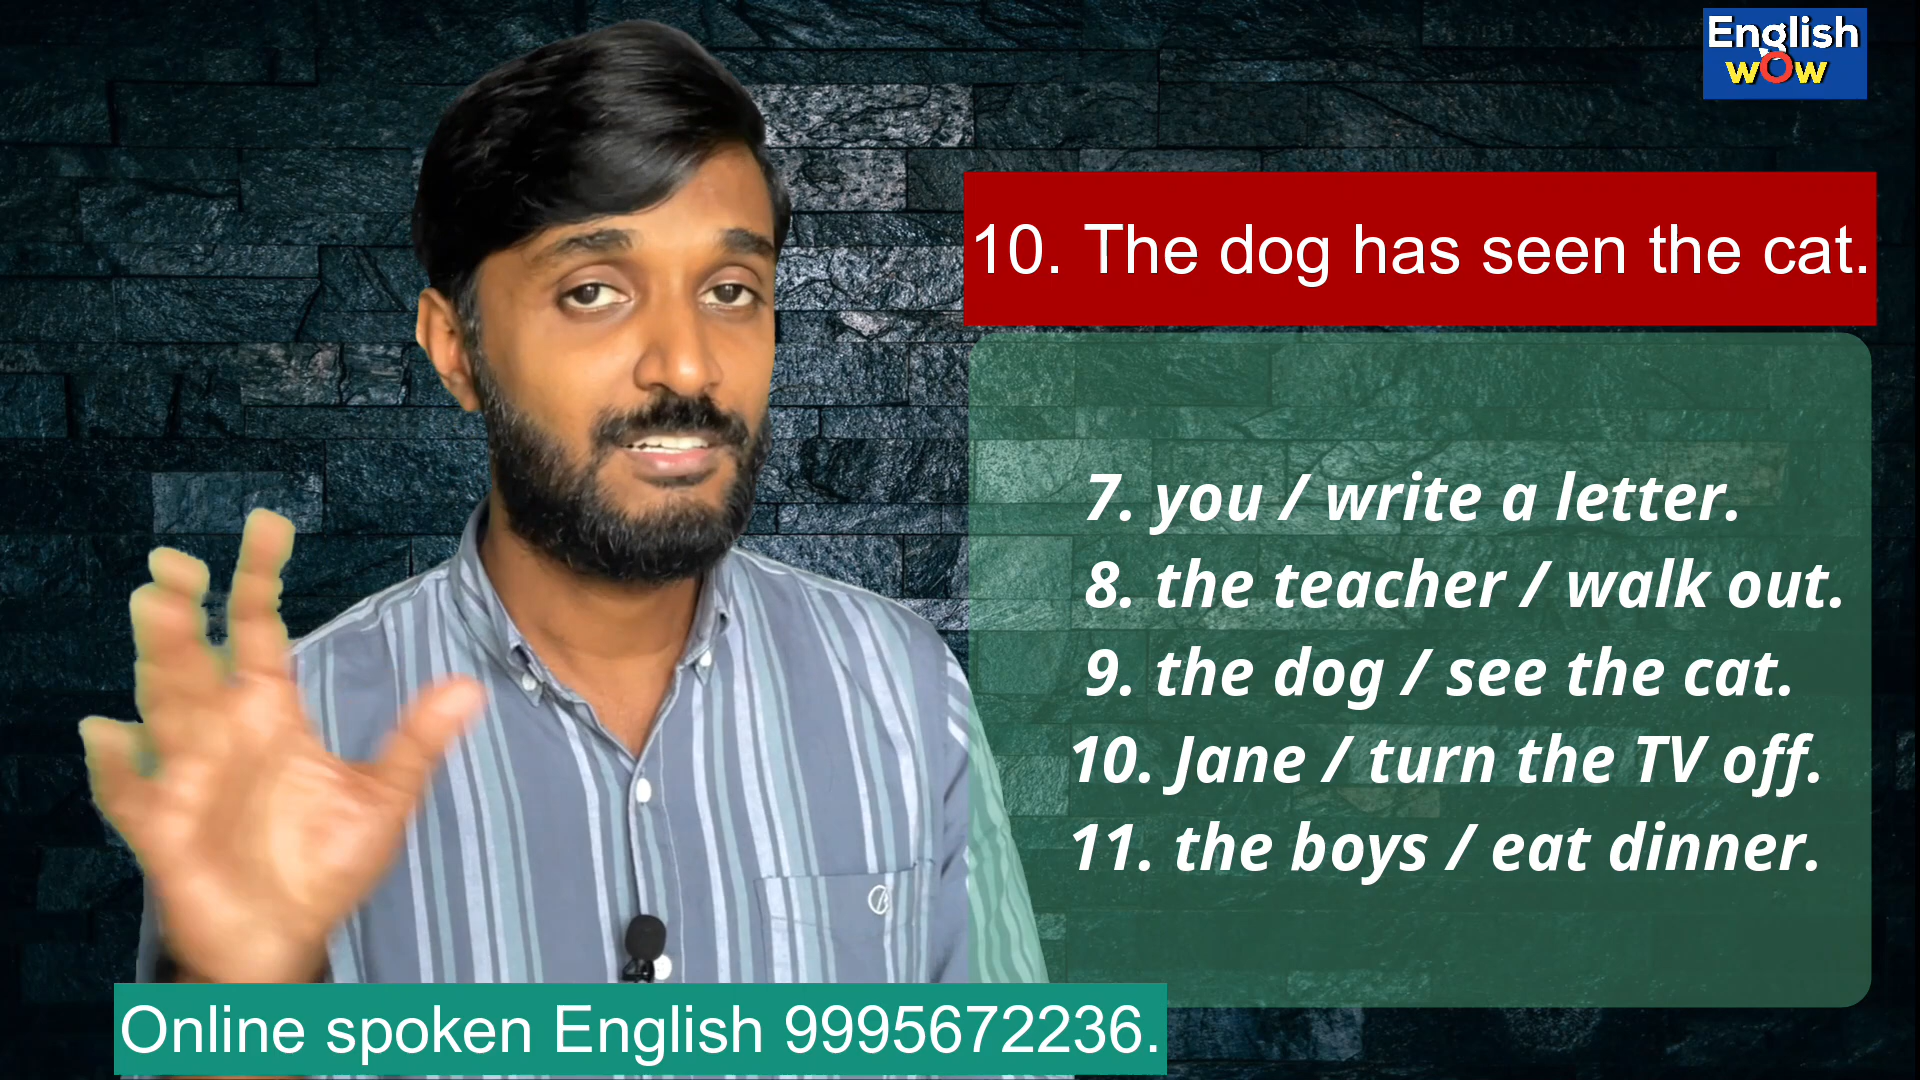 English
wow
10. The dog has seen the cat.
7. you / write a letter.
8. the teacher / walk out.
9. the dog / see the cat.
10. Jane / turn the TV off.
11. the boys / eat dinner.
Online spoken English 9995672236.